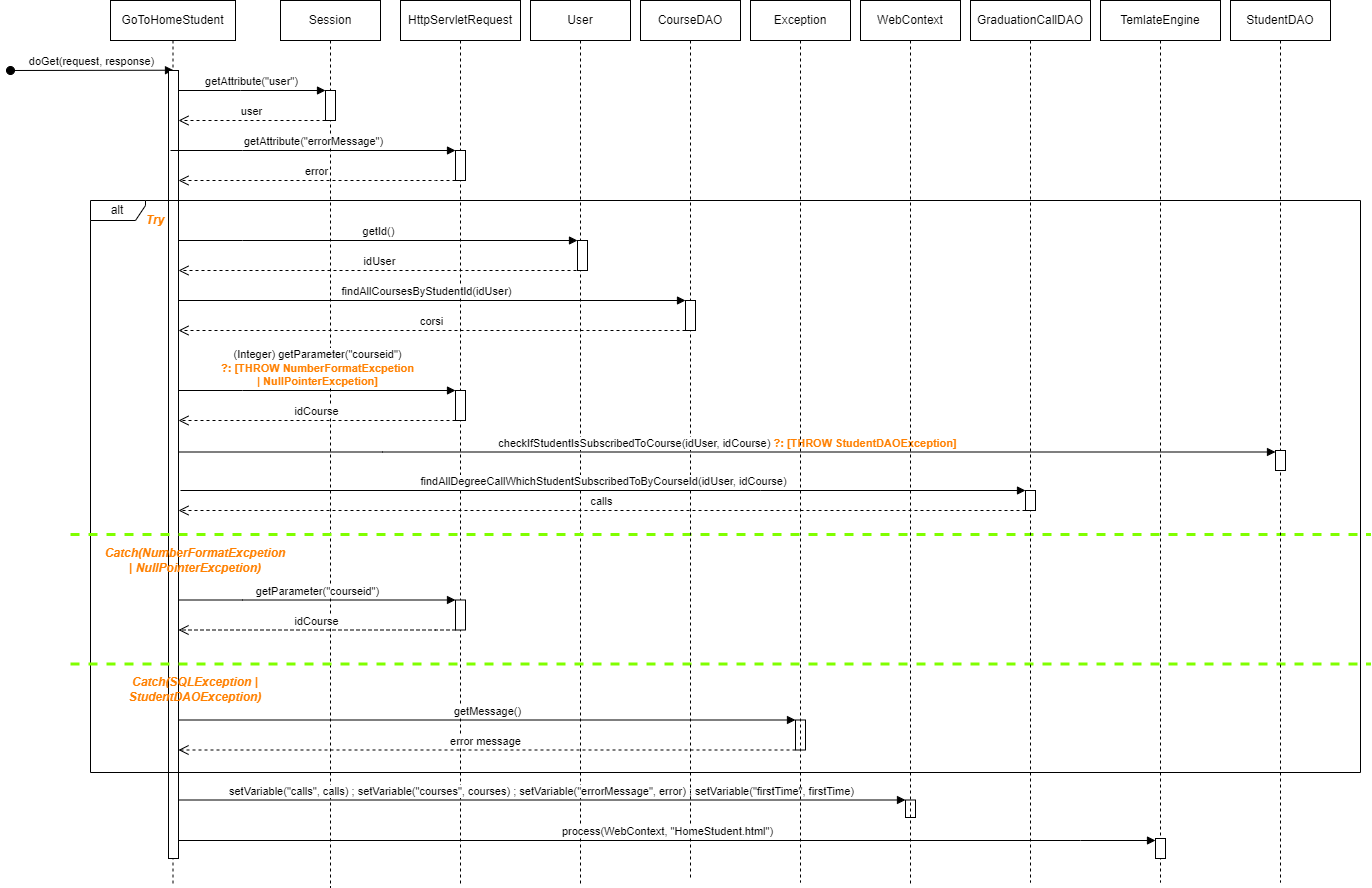 GoToHomeStudent
Session
HttpServletRequest
User
CourseDAO
Exception
WebContext
GraduationCallDAO
TemlateEngine
StudentDAO
doGet(request, response)
getAttribute("user")
user
getAttribute("errorMessage")
error
alt
Try
getId()
idUser
findAllCoursesByStudentId(idUser)
corsi
(Integer) getParameter("courseid")
?: [THROW NumberFormatExcpetion
| NullPointerExcpetion]
idCourse
checkIfStudentIsSubscribedToCourse(idUser, idCourse) ?: [THROW StudentDAOException]
findAllDegreeCallWhichStudentSubscribedToByCourseId(idUser, idCourse)
calls
Catch(NumberFormatExcpetion
| NullPointerExcpetion)
getParameter("courseid")
idCourse
Catch(SQLException |
StudentDAOException)
getMessage()
error message
setVariable("calls", calls) ; setVariable("courses", courses) ; setVariable("errorMessage", error) ; setVariable("firstTime", firstTime)
process(WebContext, "HomeStudent.html")